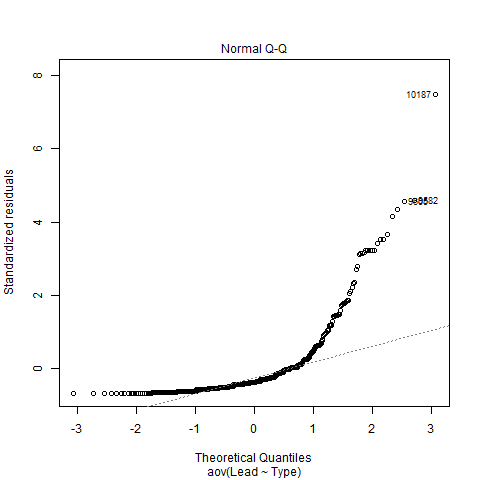 Normal Q-Q
8
6
4
2
0
Standardized residuals
10187
9582
-3 -2 -1 0 1 2 3
Theoretical Quantiles
aov(Lead ~ Type)